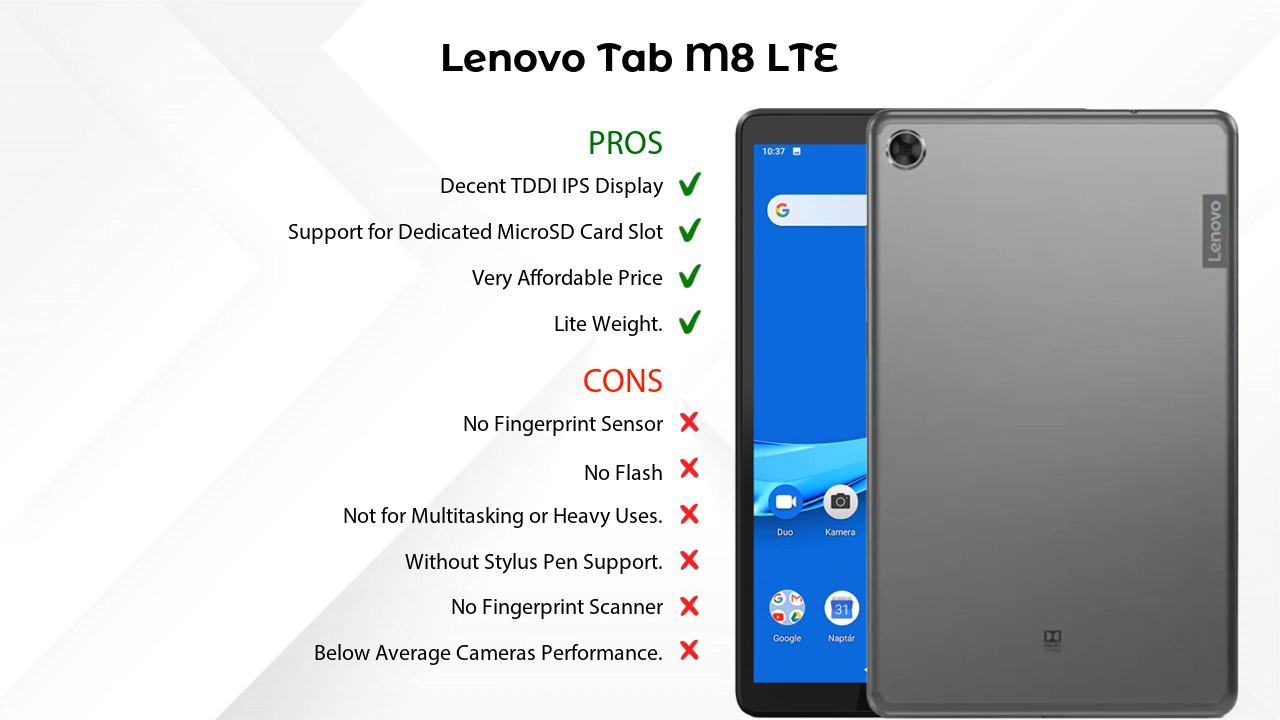 Lenovo Tab M8 LTE
PROS
Decent TDDI IPS Display
Support for Dedicated MicroSD Card Slot
Very Affordable Price
Lite Weight.
CONS
No Fingerprint Sensor
No Flash
Not for Multitasking or Heavy Uses.
Without Stylus Pen Support.
No Fingerprint Scanner
Below Average Cameras Performance.
10:37
G
Duo
Kamera
31
Google
Naptár
Lenovo